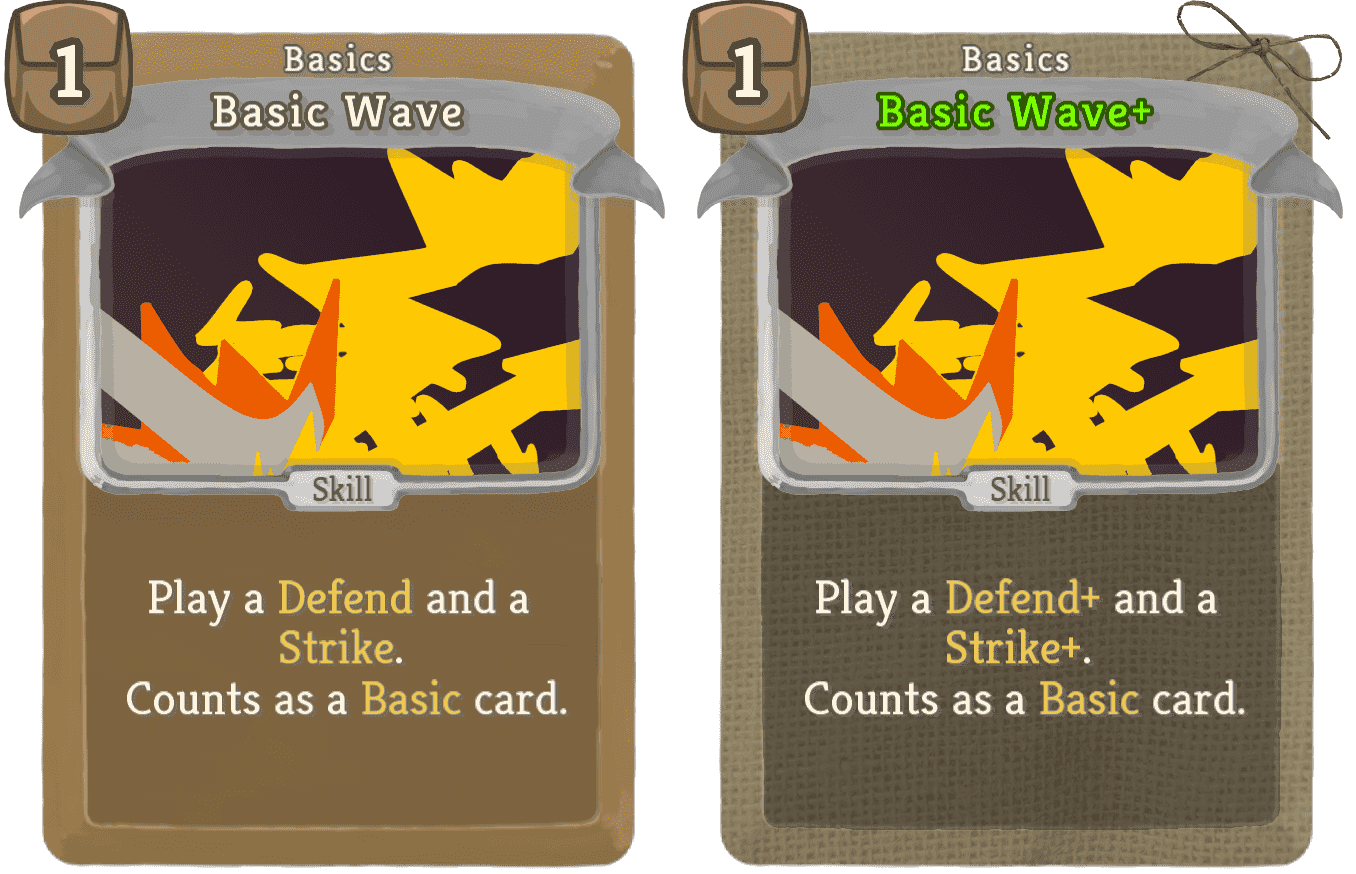 1
Basics
Basic Wave
Skill
Play a Defend and a
Strike.
Counts as a Basic card.
1
Basics
Basic Wave+
Skill
Play a Defend+ and a
Strike+.
Counts as a Basic card.